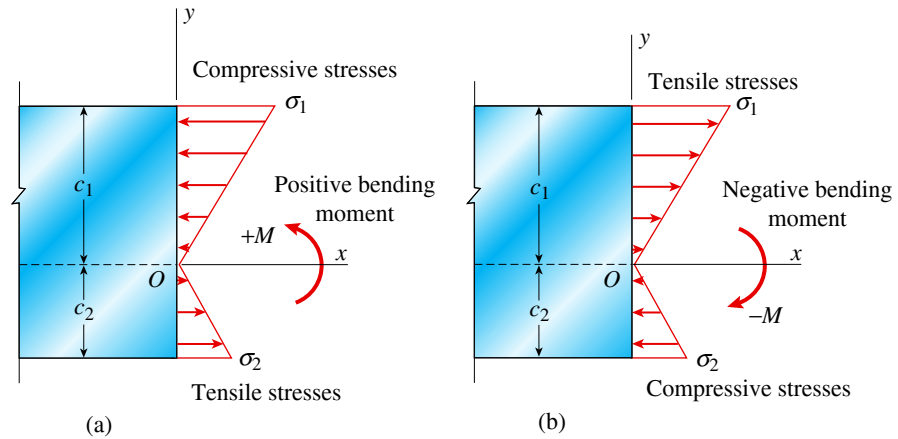 y
Compressive stresses
σ1
c1
Positive bending
moment
+M
x
O
c2
σ2
Tensile stresses
(a)
y
Tensile stresses
σ1
c1
Negative bending
moment
x
O
c2
−M
σ2
Compressive stresses
(b)